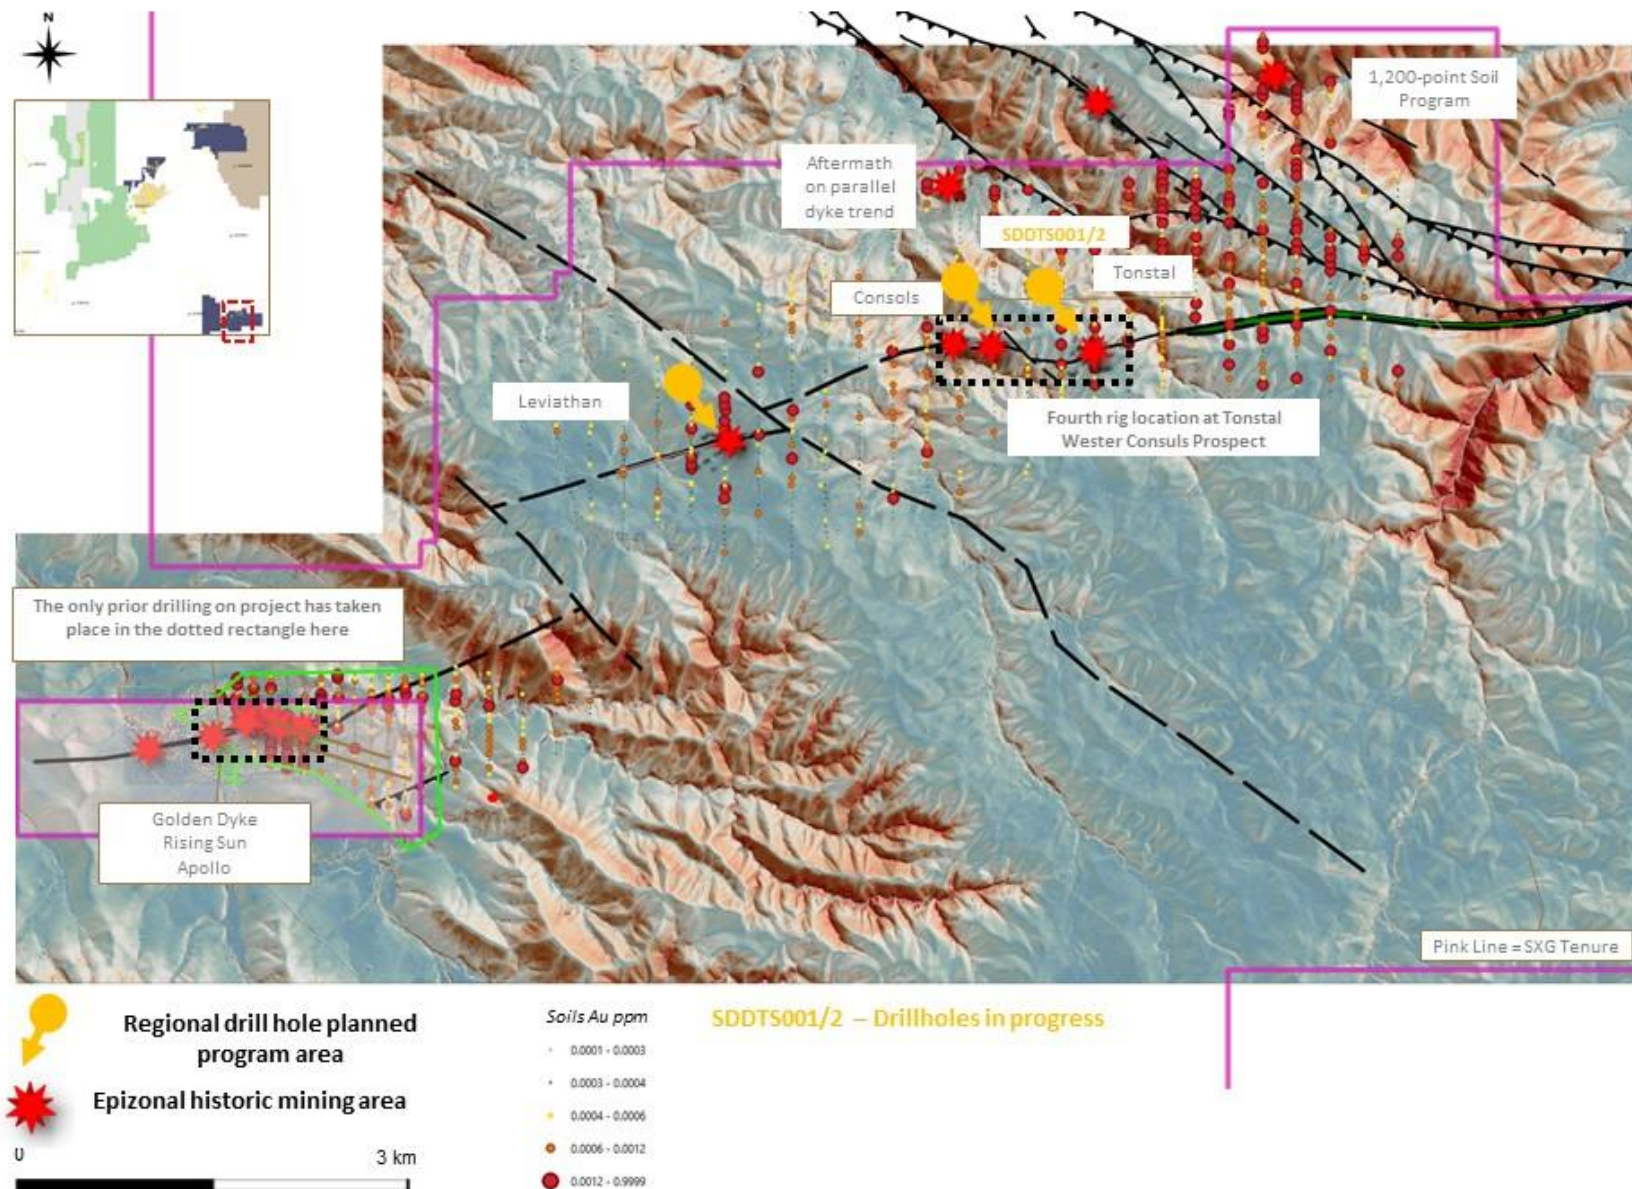 N
1,200-point Soil
Program
Aftermath
on parallel
dyke trend
SDDTS001/2
Tonstal
Consols
Leviathan
Fourth rig location at Tonstal
Wester Consuls Prospect
The only prior drilling on project has taken
place in the dotted rectangle here
Golden Dyke
Rising Sun
Apollo
Pink Line = SXG Tenure
Regional drill hole planned
program area
Epizonal historic mining area
0
3 km
Soils Au ppm
0.0001 - 0.0003
0.0003 - 0.0004
0.0004 - 0.0006
0.0006 - 0.0012
0.0012 - 0.9999
SDDTS001/2 – Drillholes in progress